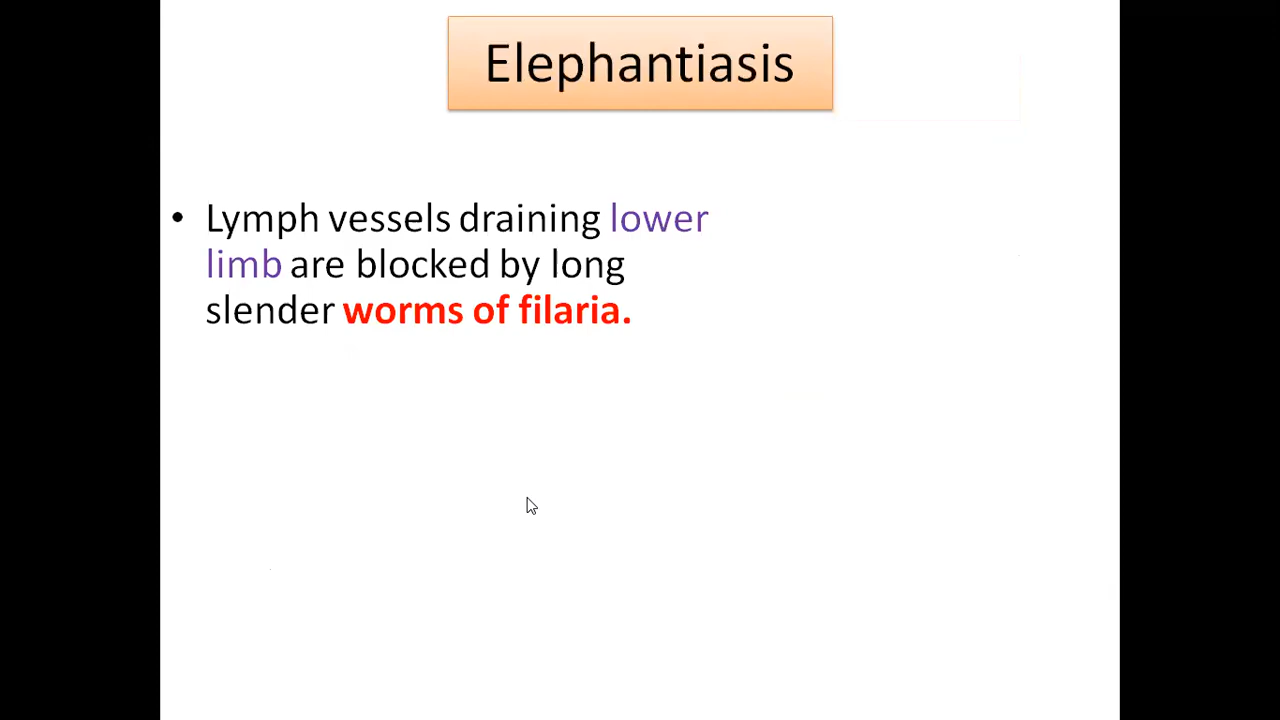 Elephantiasis
• Lymph vessels draining lower
limb are blocked by long
slender worms of filaria.